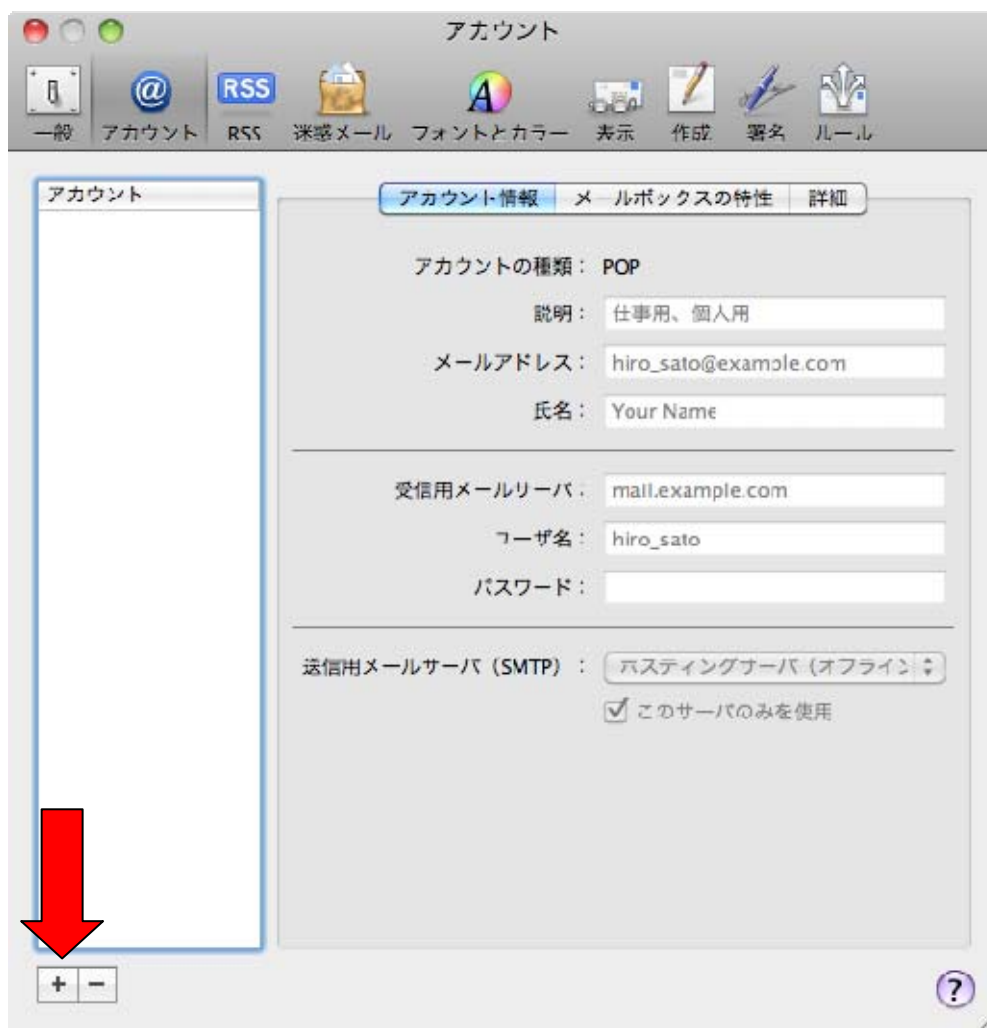 アカウント
RSS
一般 アカウント RSS 迷惑メール フォントとカラー 表示 作成 署名 ルール
アカウント
アカウント情報 メールボックスの特性 詳細
アカウントの種類： POP
説明： 仕事用、個人用
メールアドレス： hiro_sato@example.com
氏名： Your Name
受信用メールサーバ： mail.example.com
ユーザ名： hiro_sato
パスワード：
送信用メールサーバ（SMTP）： ホスティングサーバ（オフライン
このサーバのみを使用
+ −
?